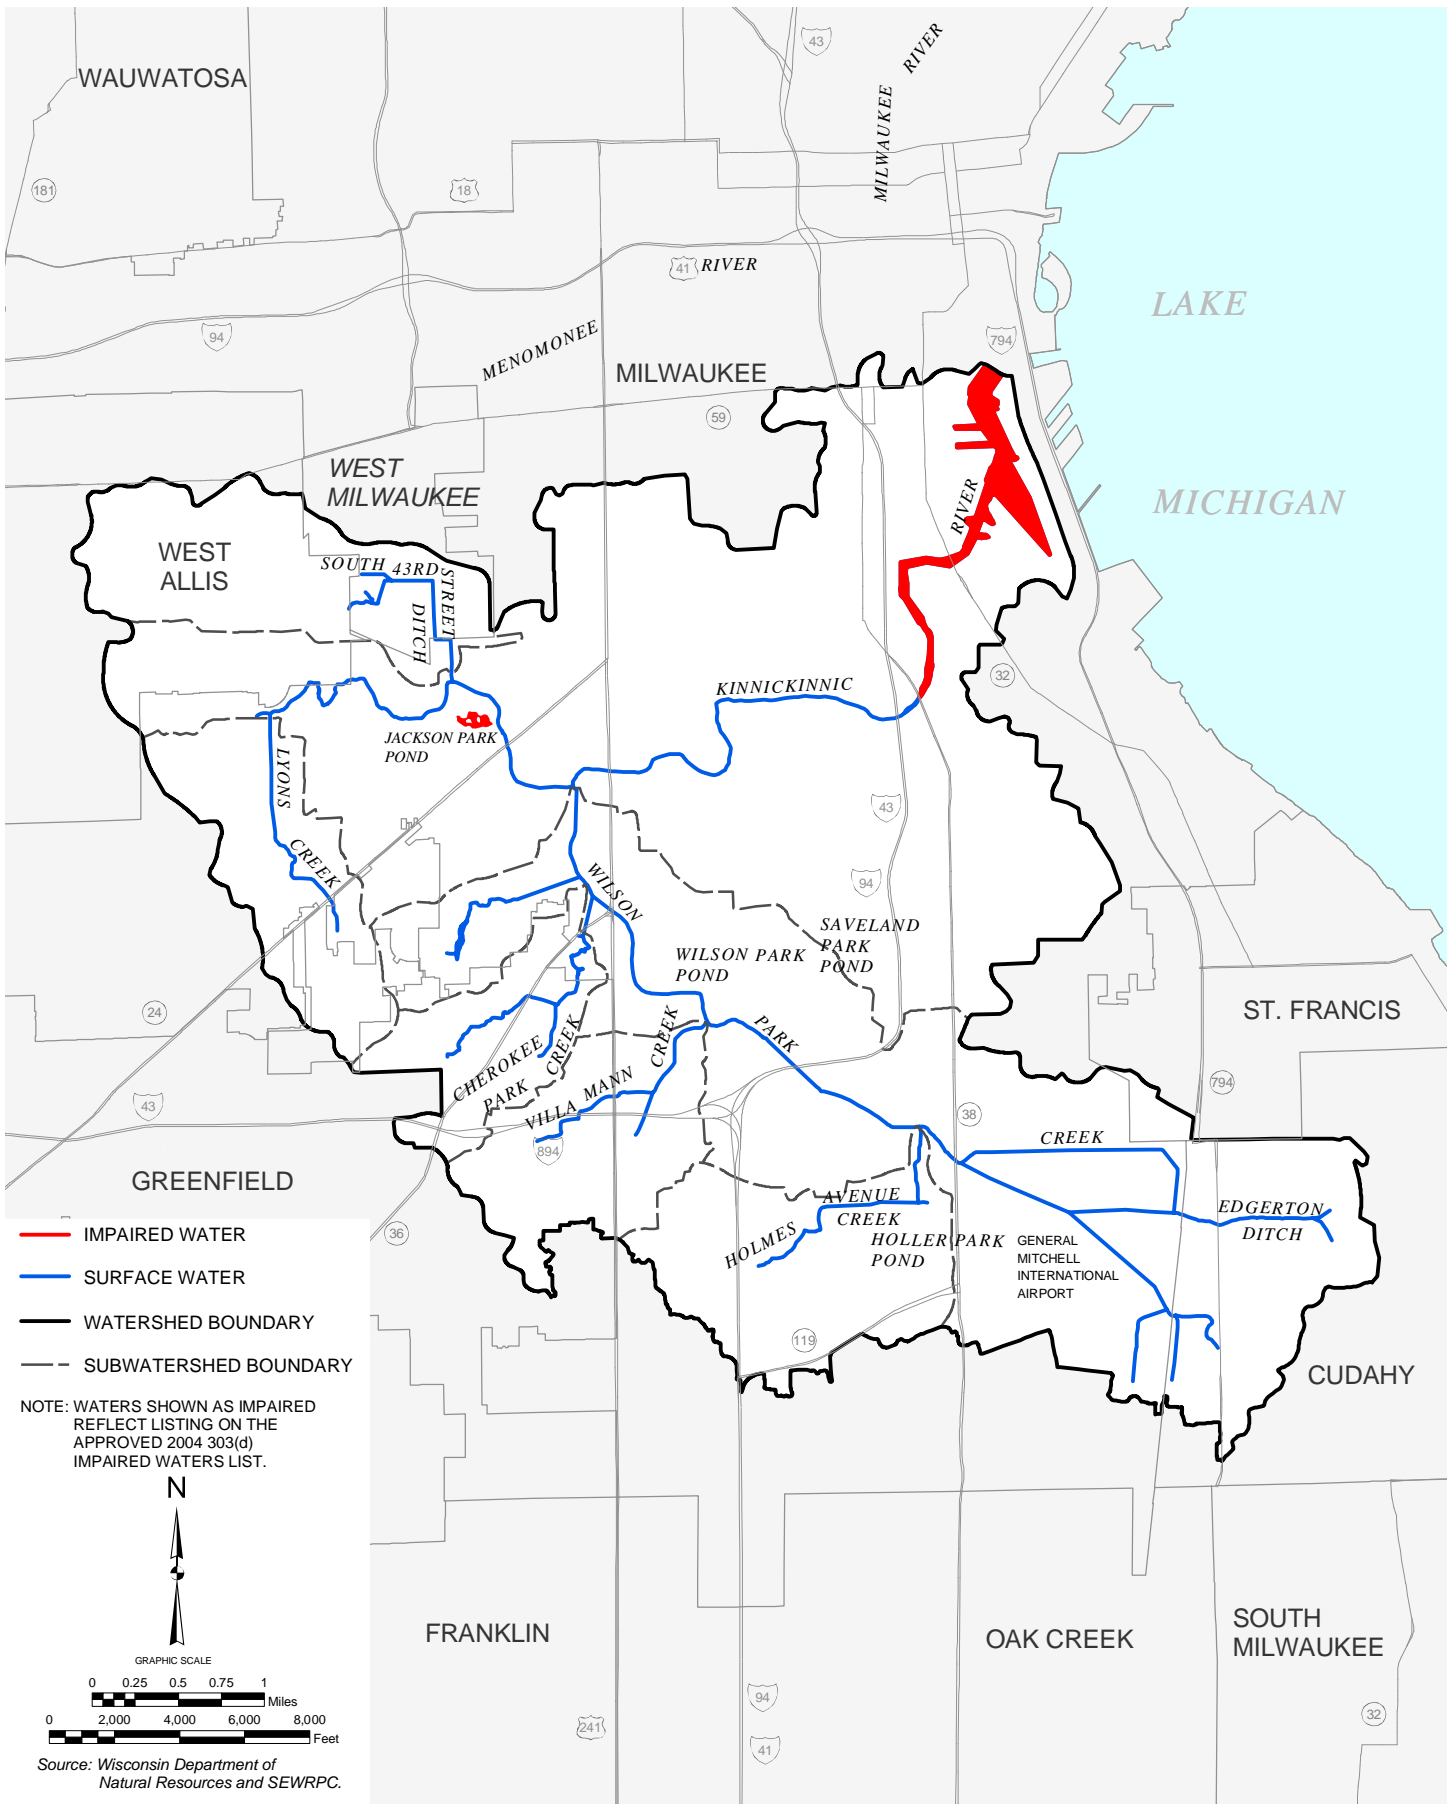 43
RIVER
MILWAUKEE
WAUWATOSA
181
18
41
RIVER
94
MENOMONEE
LAKE
794
MILWAUKEE
59
WEST
MILWAUKEE
MICHIGAN
RIVER
WEST
ALLIS
SOUTH 43RD
STREET
DITCH
32
KINNICKINNIC
JACKSON PARK
POND
LYONS
CREEK
43
94
WILSON
SAVELAND
PARK
POND
WILSON PARK
POND
24
ST. FRANCIS
PARK
CREEK
CREEK
CHEROKEE
PARK
VILLA MANN
794
43
38
894
CREEK
GREENFIELD
AVENUE
CREEK
HOLMES
EDGERTON
DITCH
HOLLER PARK
POND
GENERAL
MITCHELL
INTERNATIONAL
AIRPORT
36
119
CUDAHY
IMPAIRED WATER
SURFACE WATER
WATERSHED BOUNDARY
SUBWATERSHED BOUNDARY
NOTE: WATERS SHOWN AS IMPAIRED
REFLECT LISTING ON THE
APPROVED 2004 303(d)
IMPAIRED WATERS LIST.
N
GRAPHIC SCALE
0 0.25 0.5 0.75 1
Miles
0 2,000 4,000 6,000 8,000
Feet
Source: Wisconsin Department of
Natural Resources and SEWRPC.
FRANKLIN
OAK CREEK
SOUTH
MILWAUKEE
94
241
41
32